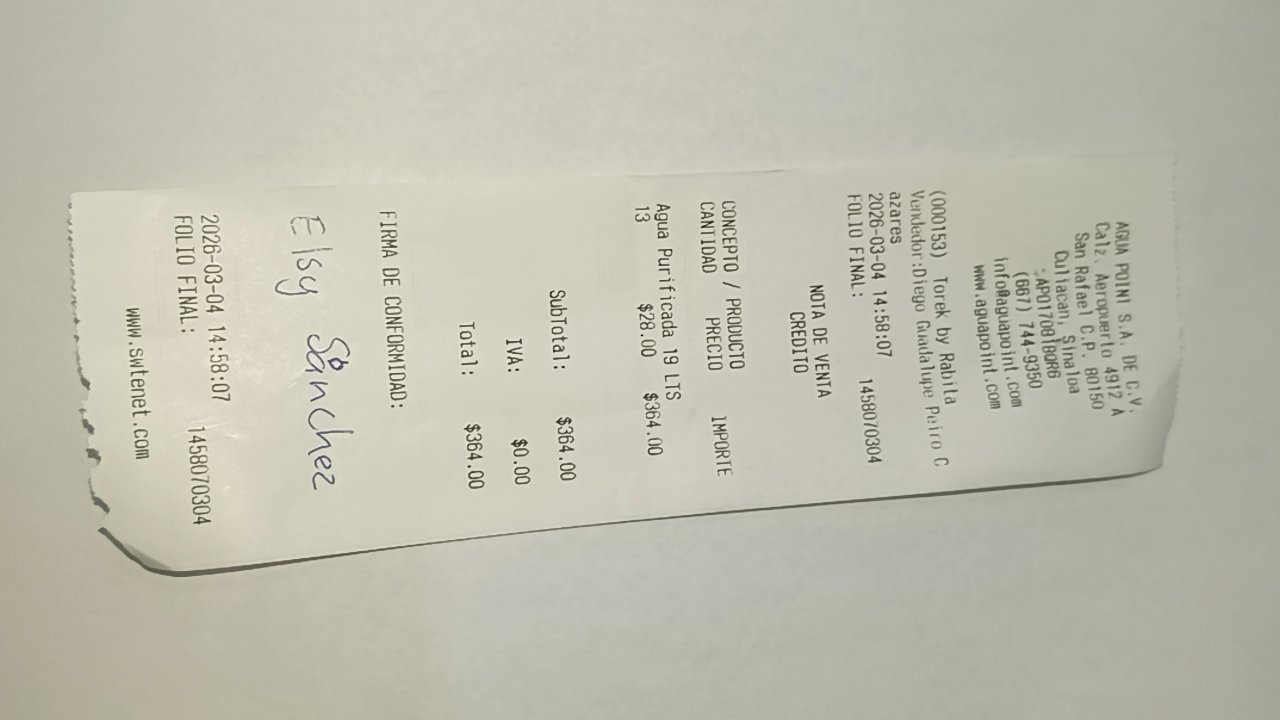 AGUA POINT S.A. DE C.V.
Calz. Aeropuerto 4912 A
San Rafael C.P. 80150
Culiacan, Sinaloa
:APO170818QR6
(667) 744-9350
info@aguapoint.com
www.aguapoint.com
(000153) Torek by Rabita
Vendedor:Diego Guadalupe Peiro C
azares
2026-03-04 14:58:07
FOLIO FINAL: 1458070304
NOTA DE VENTA
CREDITO
CONCEPTO / PRODUCTO
CANTIDAD PRECIO IMPORTE
Agua Purificada 19 LTS
13 $28.00 $364.00
SubTotal: $364.00
IVA: $0.00
Total: $364.00
FIRMA DE CONFORMIDAD:
Elsy Sánchez
2026-03-04 14:58:07
FOLIO FINAL: 1458070304
www.swtenet.com